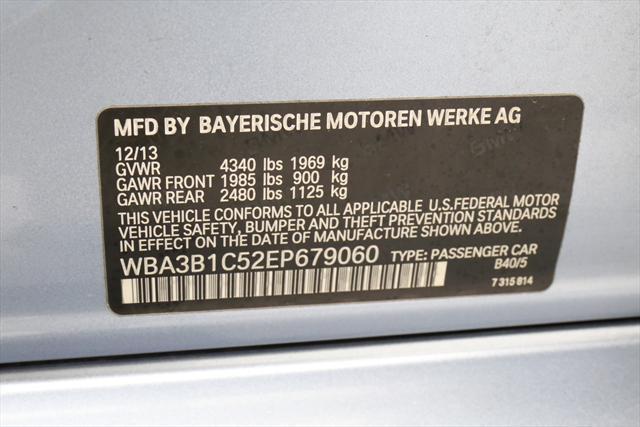 MFD BY BAYERISCHE MOTOREN WERKE AG
12/13
GVWR 4340 lbs 1969 kg
GAWR FRONT 1985 lbs 900 kg
GAWR REAR 2480 lbs 1125 kg
THIS VEHICLE CONFORMS TO ALL APPLICABLE U.S.FEDERAL MOTOR
VEHICLE SAFETY, BUMPER AND THEFT PREVENTION STANDARDS
IN EFFECT ON THE DATE OF MANUFACTURE SHOWN ABOVE.
WBA3B1C52EP679060 TYPE: PASSENGER CAR
B40/5
7 315 814